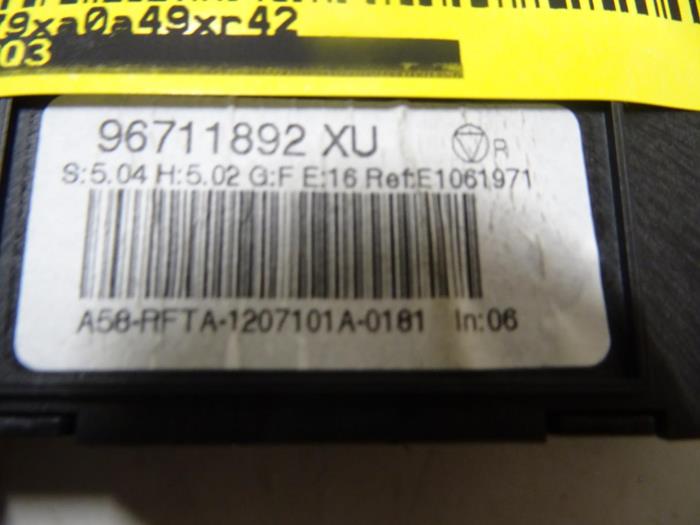 79xa0a49xr42
03
96711892 XU
R
S:5.04 H:5.02 G:F E:16 Ref:E1061971
A58-RFTA-1207101A-0181 In:06